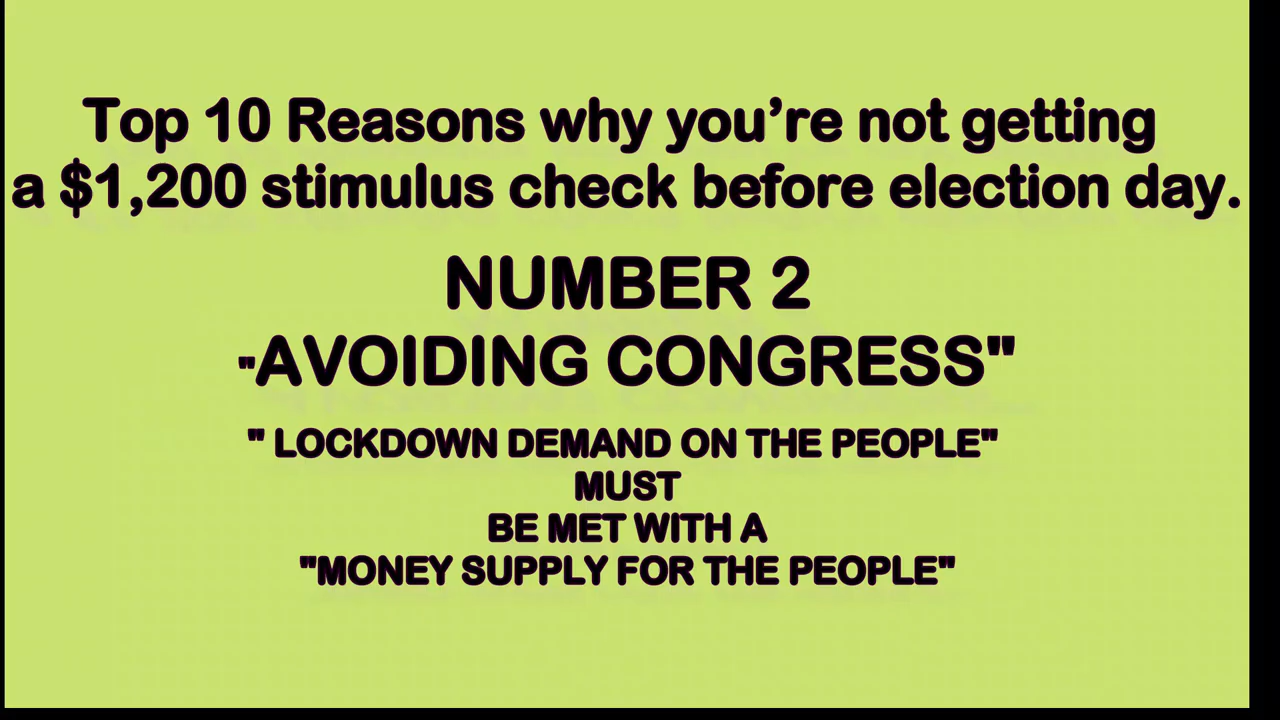 Top 10 Reasons why you’re not getting
a $1,200 stimulus check before election day.
NUMBER 2
"AVOIDING CONGRESS"
" LOCKDOWN DEMAND ON THE PEOPLE"
MUST
BE MET WITH A
"MONEY SUPPLY FOR THE PEOPLE"